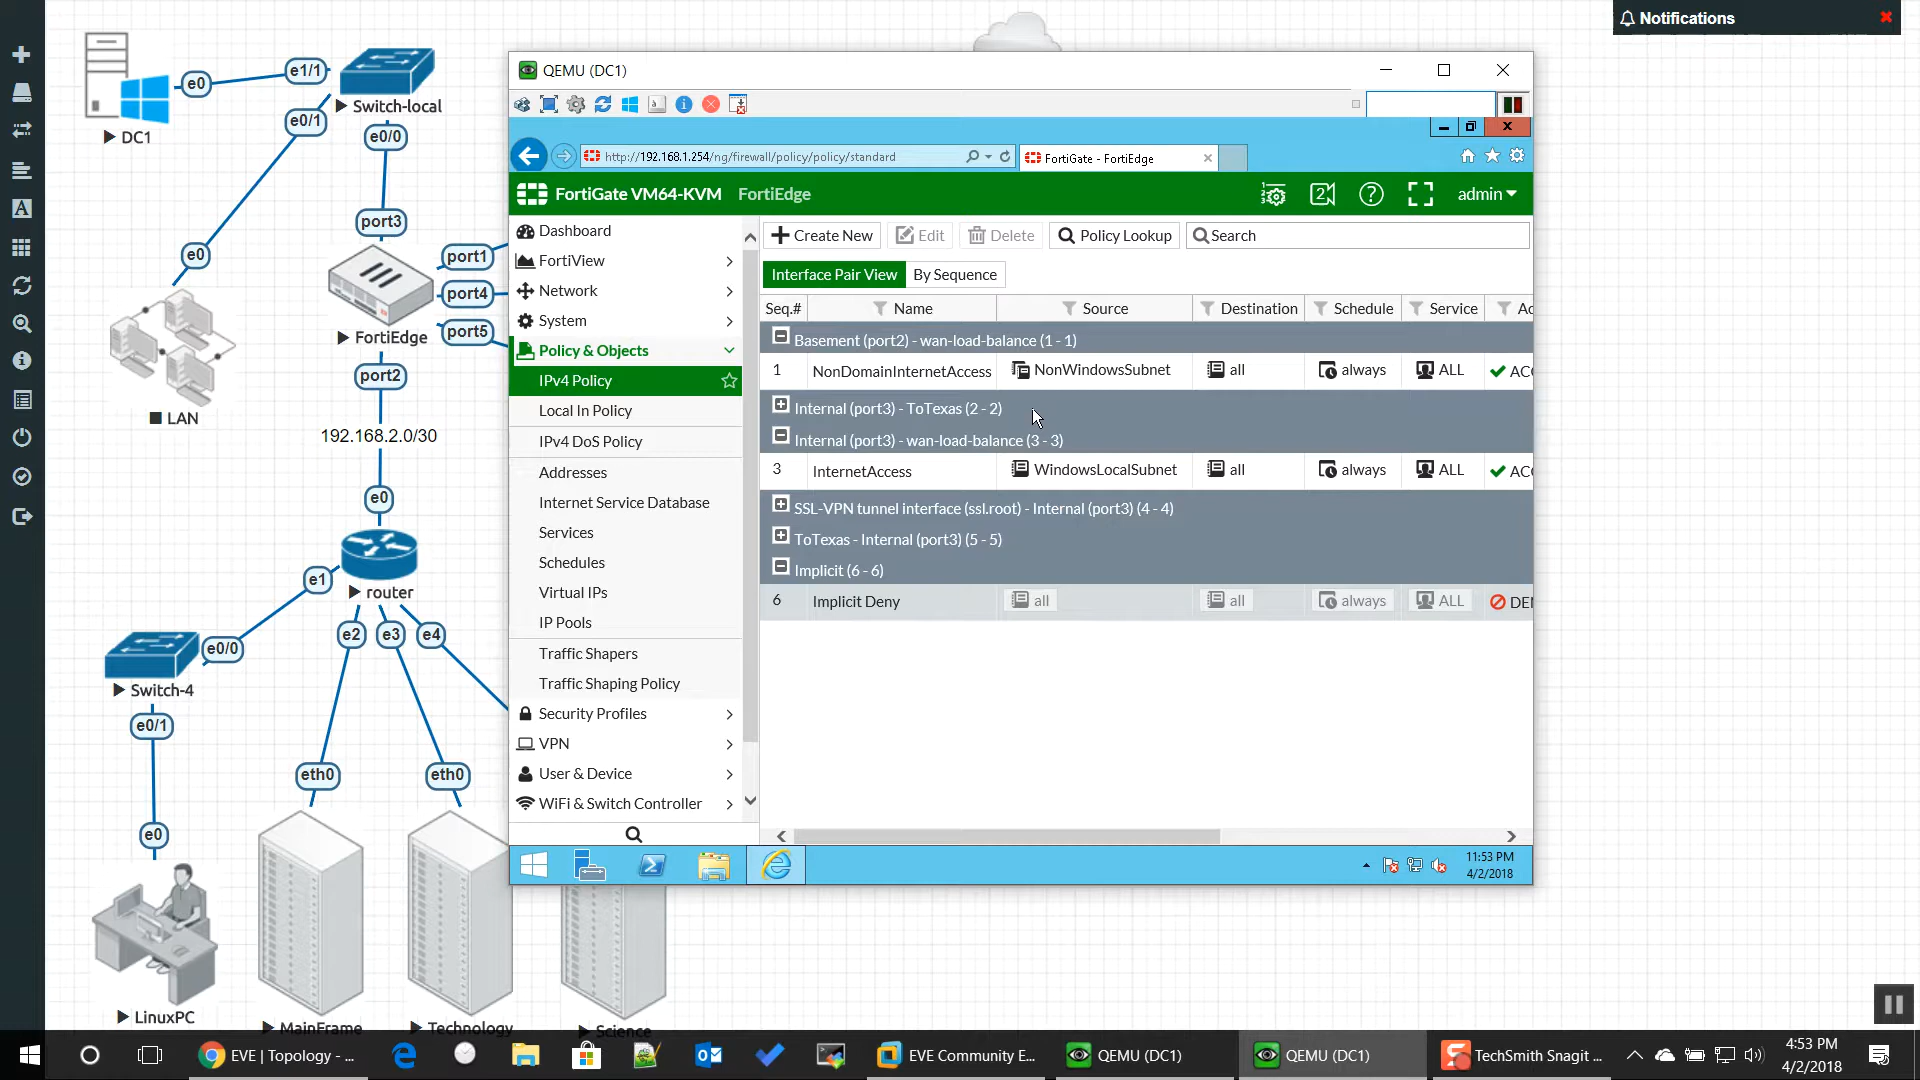 Notifications
DC1
e0
e1/1
Switch-local
e0/1
e0/0
port3
e0
LAN
FortiEdge
port1
port4
port5
port2
192.168.2.0/30
e0
router
e1
e2
e3
e4
Switch-4
e0/0
e0/1
e0
eth0
eth0
LinuxPC
MainFrame
Technology
Science
QEMU (DC1)
http://192.168.1.254/ng/firewall/policy/policy/standard
FortiGate - FortiEdge
FortiGate VM64-KVM FortiEdge
admin
Dashboard
FortiView
Network
System
Policy & Objects
IPv4 Policy
Local In Policy
IPv4 DoS Policy
Addresses
Internet Service Database
Services
Schedules
Virtual IPs
IP Pools
Traffic Shapers
Traffic Shaping Policy
Security Profiles
VPN
User & Device
WiFi & Switch Controller
Create New Edit Delete Policy Lookup Search
Interface Pair View By Sequence
Seq.# Name Source Destination Schedule Service Ac
Basement (port2) - wan-load-balance (1 - 1)
1 NonDomainInternetAccess NonWindowsSubnet all always ALL ACC
Internal (port3) - ToTexas (2 - 2)
Internal (port3) - wan-load-balance (3 - 3)
3 InternetAccess WindowsLocalSubnet all always ALL ACC
SSL-VPN tunnel interface (ssl.root) - Internal (port3) (4 - 4)
ToTexas - Internal (port3) (5 - 5)
Implicit (6 - 6)
6 Implicit Deny all all always ALL DEN
11:53 PM
4/2/2018
EVE | Topology - ...
EVE Community E...
QEMU (DC1)
QEMU (DC1)
TechSmith Snagit ...
4:53 PM
4/2/2018